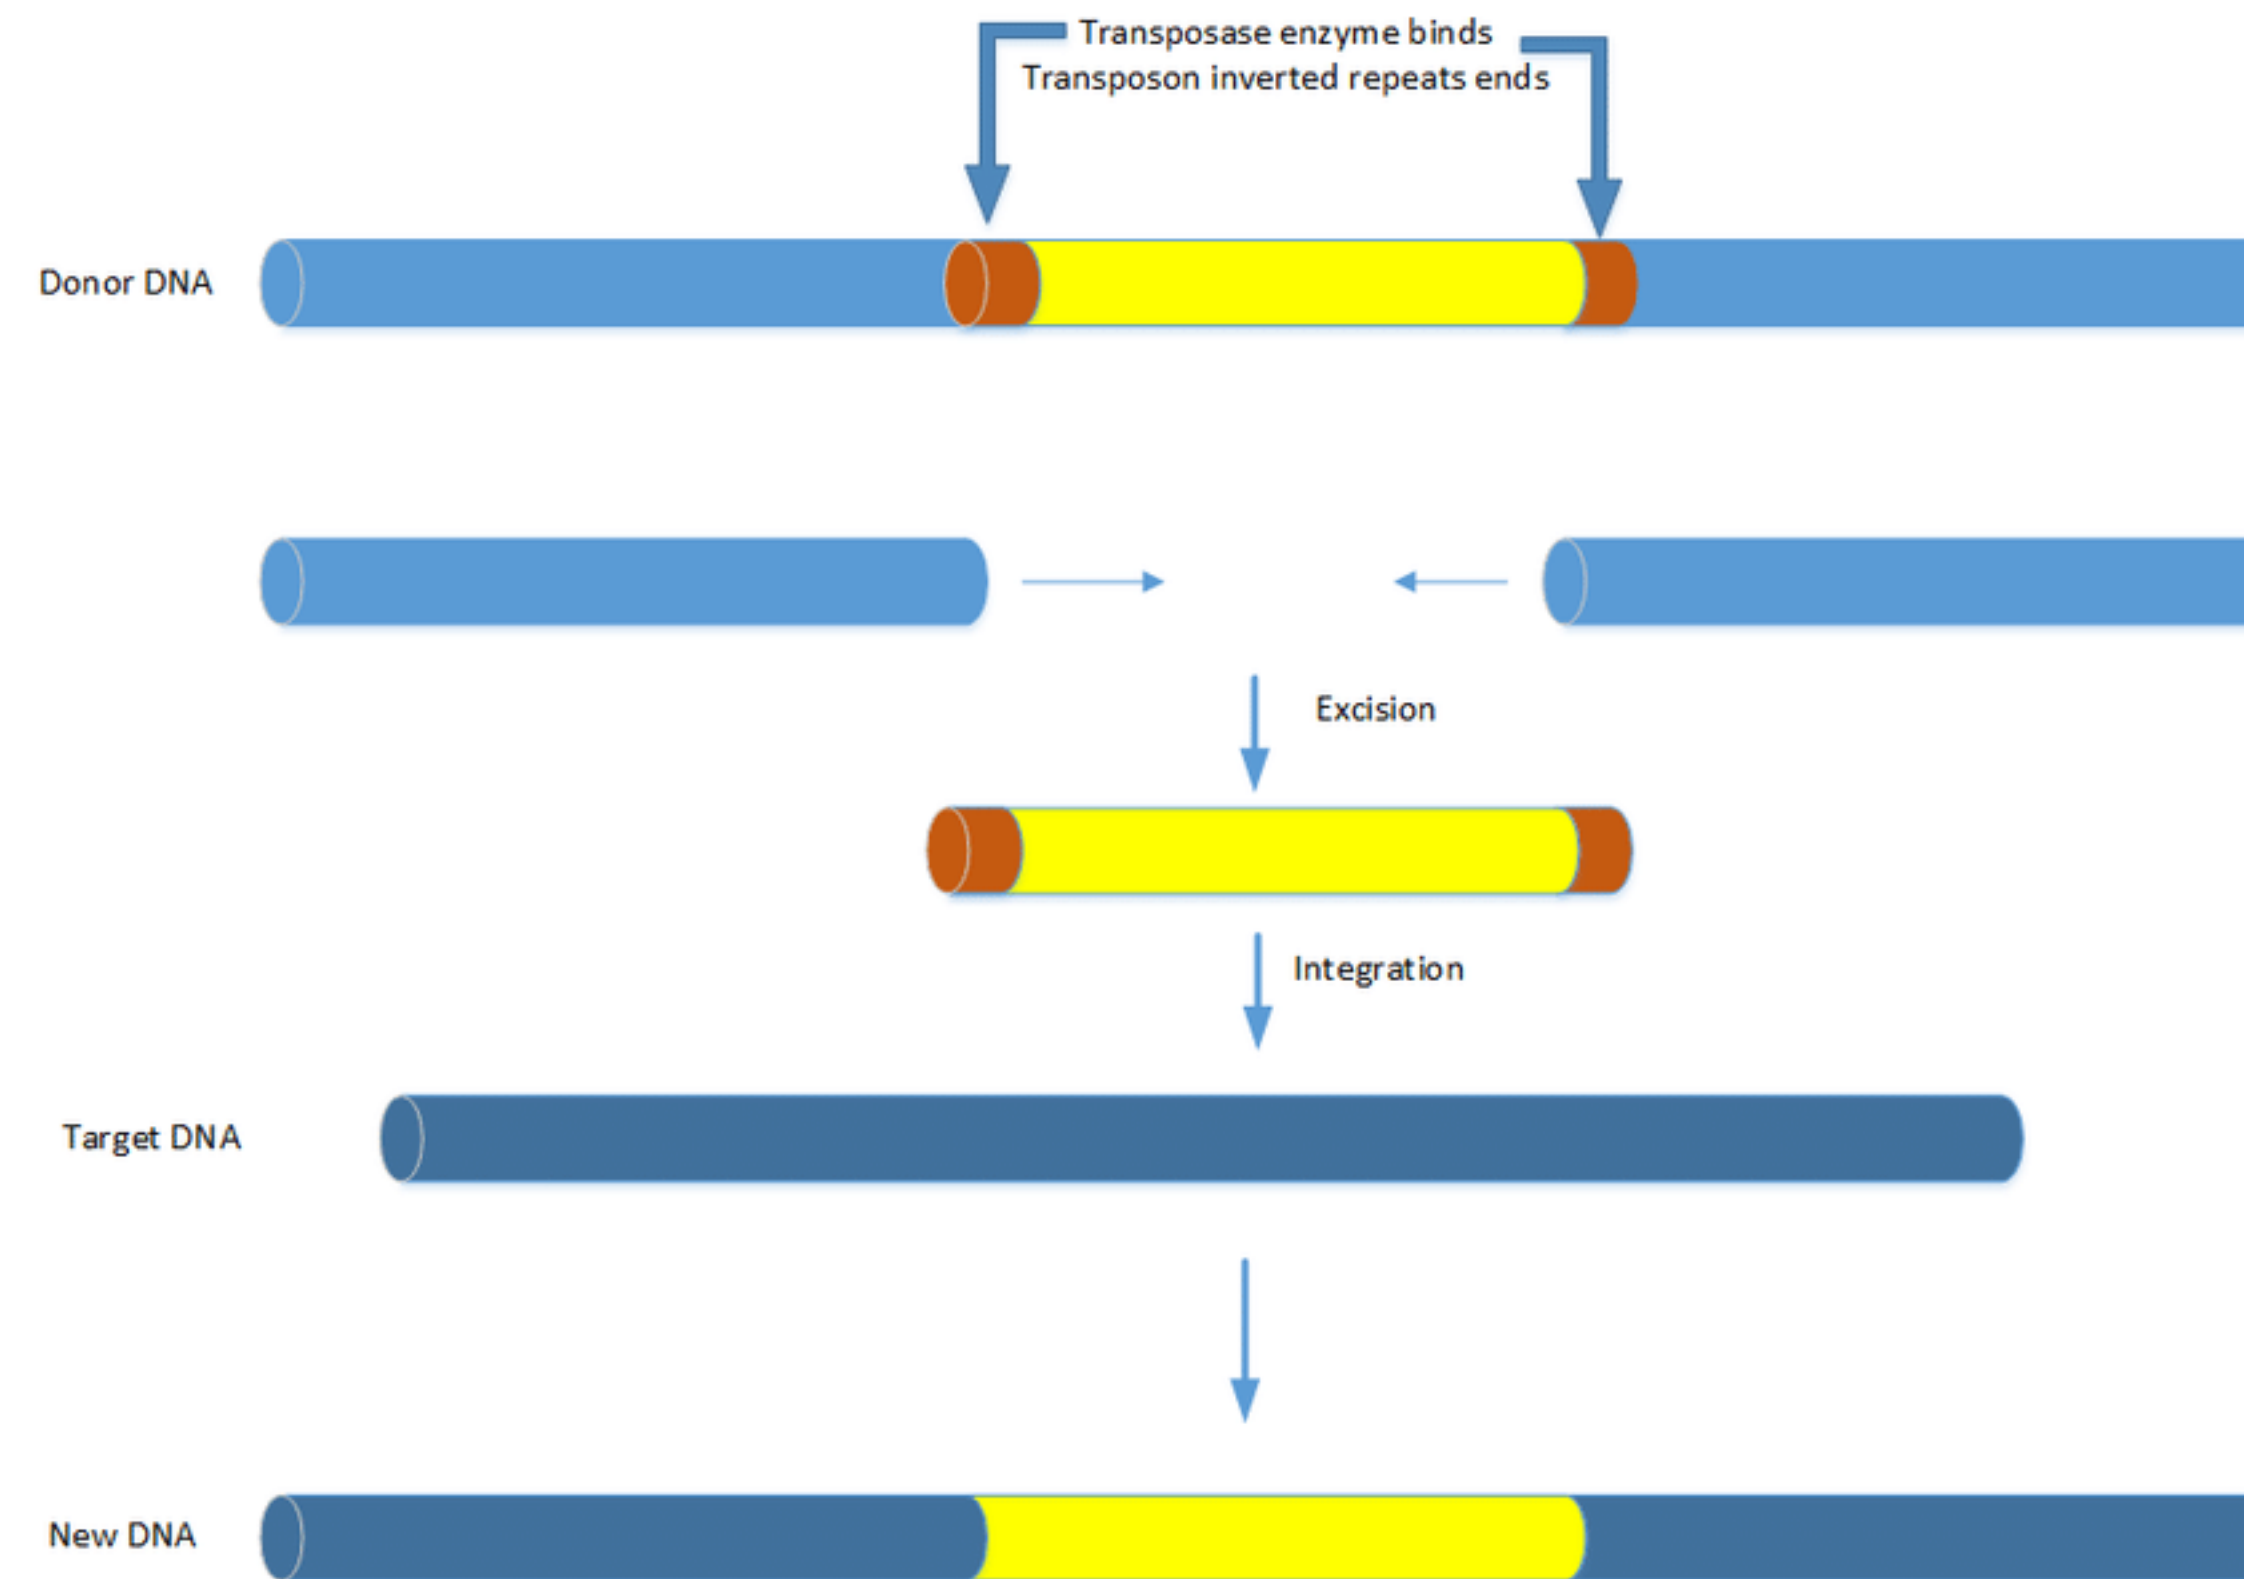 Transposase enzyme binds
Transposon inverted repeats ends
Donor DNA
Excision
Integration
Target DNA
New DNA